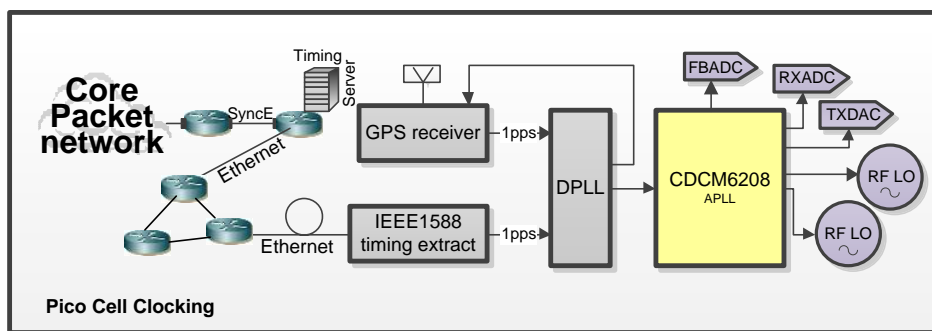 Timing
Server
Core
Packet
network
SyncE
Ethernet
Ethernet
GPS receiver
1pps
IEEE1588
timing extract
1pps
DPLL
CDCM6208
APLL
FBADC
RXADC
TXDAC
RF LO
RF LO
Pico Cell Clocking